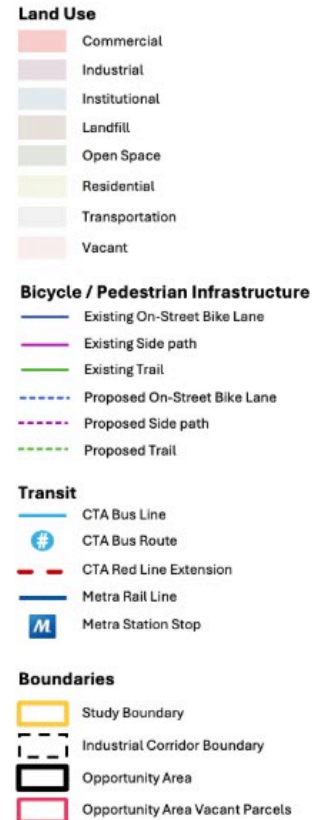 Land Use
Commercial
Industrial
Institutional
Landfill
Open Space
Residential
Transportation
Vacant
Bicycle / Pedestrian Infrastructure
Existing On-Street Bike Lane
Existing Side path
Existing Trail
Proposed On-Street Bike Lane
Proposed Side path
Proposed Trail
Transit
CTA Bus Line
# CTA Bus Route
CTA Red Line Extension
Metra Rail Line
M Metra Station Stop
Boundaries
Study Boundary
Industrial Corridor Boundary
Opportunity Area
Opportunity Area Vacant Parcels